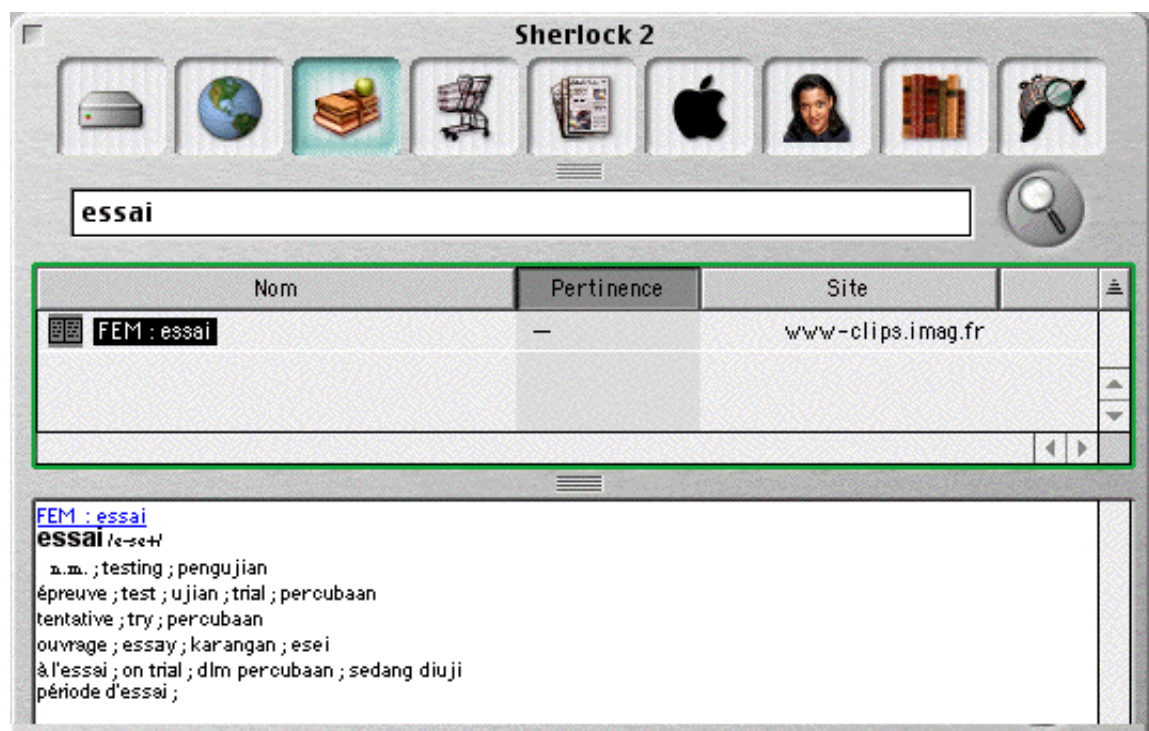 Sherlock 2
essai
Nom Pertinence Site
FEM : essai — www-clips.imag.fr
FEM : essai
essai /e-se+/
n.m. ; testing ; pengujian
épreuve ; test ; ujian ; trial ; percubaan
tentative ; try ; percubaan
ouvrage ; essay ; karangan ; esei
à l'essai ; on trial ; dlm percubaan ; sedang diuji
période d'essai ;